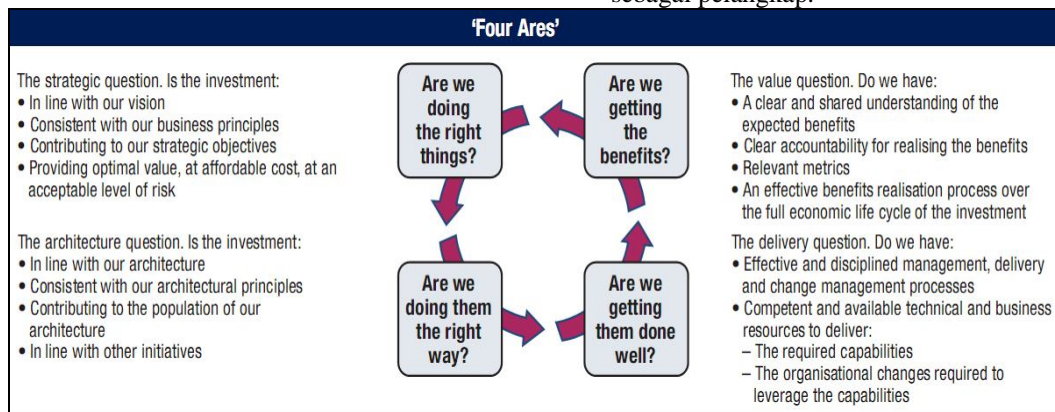 sebagai pelangkap.
'Four Ares'
The strategic question. Is the investment:
• In line with our vision
• Consistent with our business principles
• Contributing to our strategic objectives
• Providing optimal value, at affordable cost, at an
acceptable level of risk
The architecture question. Is the investment:
• In line with our architecture
• Consistent with our architectural principles
• Contributing to the population of our
architecture
• In line with other initiatives
Are we
doing
the right
things?
Are we
getting
the
benefits?
Are we
doing them
the right
way?
Are we
getting
them done
well?
The value question. Do we have:
• A clear and shared understanding of the
expected benefits
• Clear accountability for realising the benefits
• Relevant metrics
• An effective benefits realisation process over
the full economic life cycle of the investment
The delivery question. Do we have:
• Effective and disciplined management, delivery
and change management processes
• Competent and available technical and business
resources to deliver:
– The required capabilities
– The organisational changes required to
leverage the capabilities